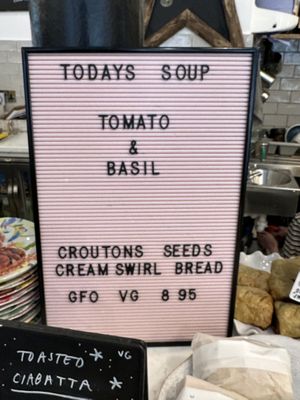 TODAYS SOUP
TOMATO
&
BASIL
CROUTONS SEEDS
CREAM SWIRL BREAD
GFO VG 8 95
TOASTED VG
CIABATTA